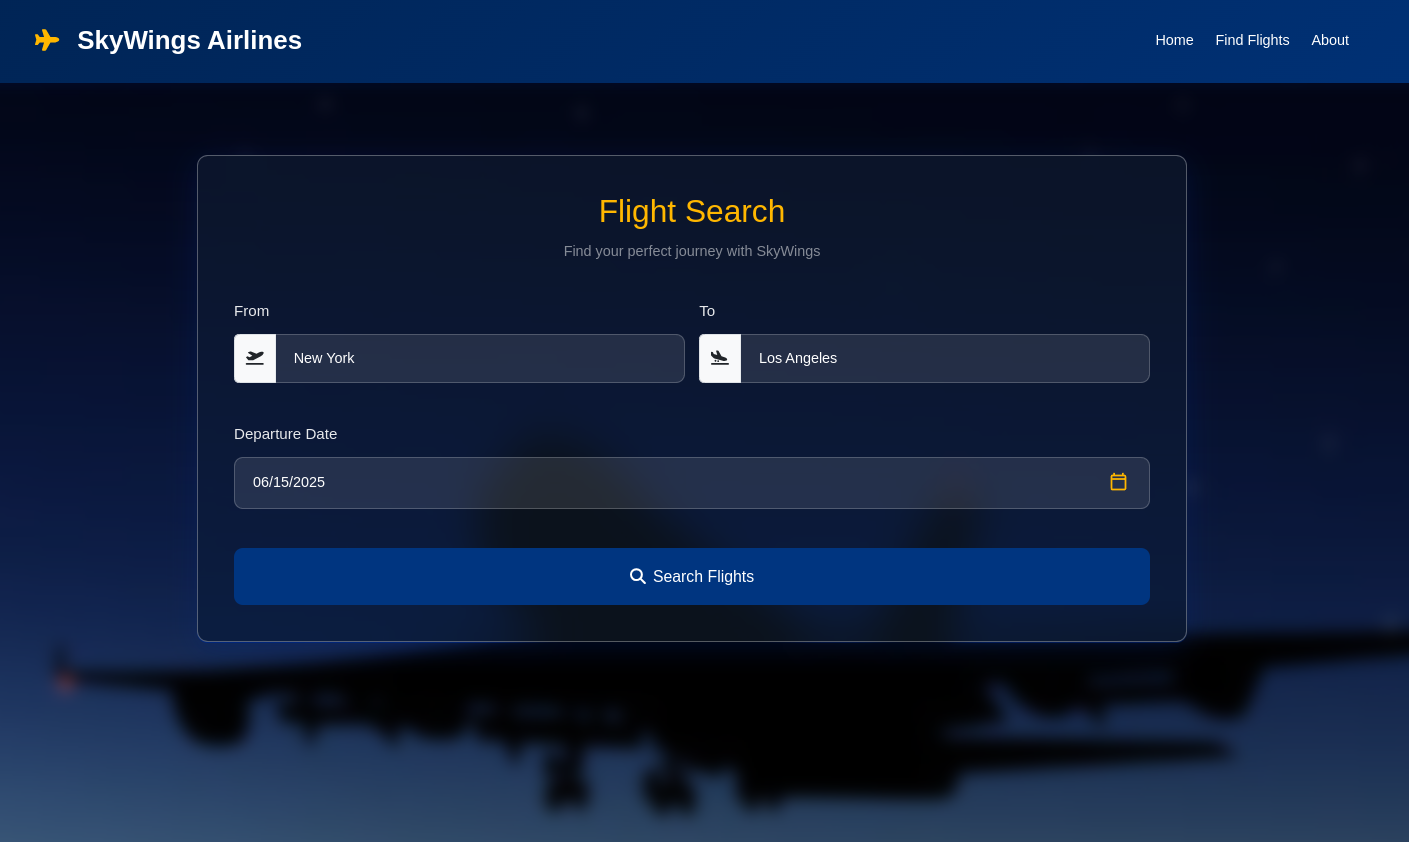 SkyWings Airlines
Home Find Flights About
Flight Search
Find your perfect journey with SkyWings
From To
New York Los Angeles
Departure Date
06/15/2025
Search Flights